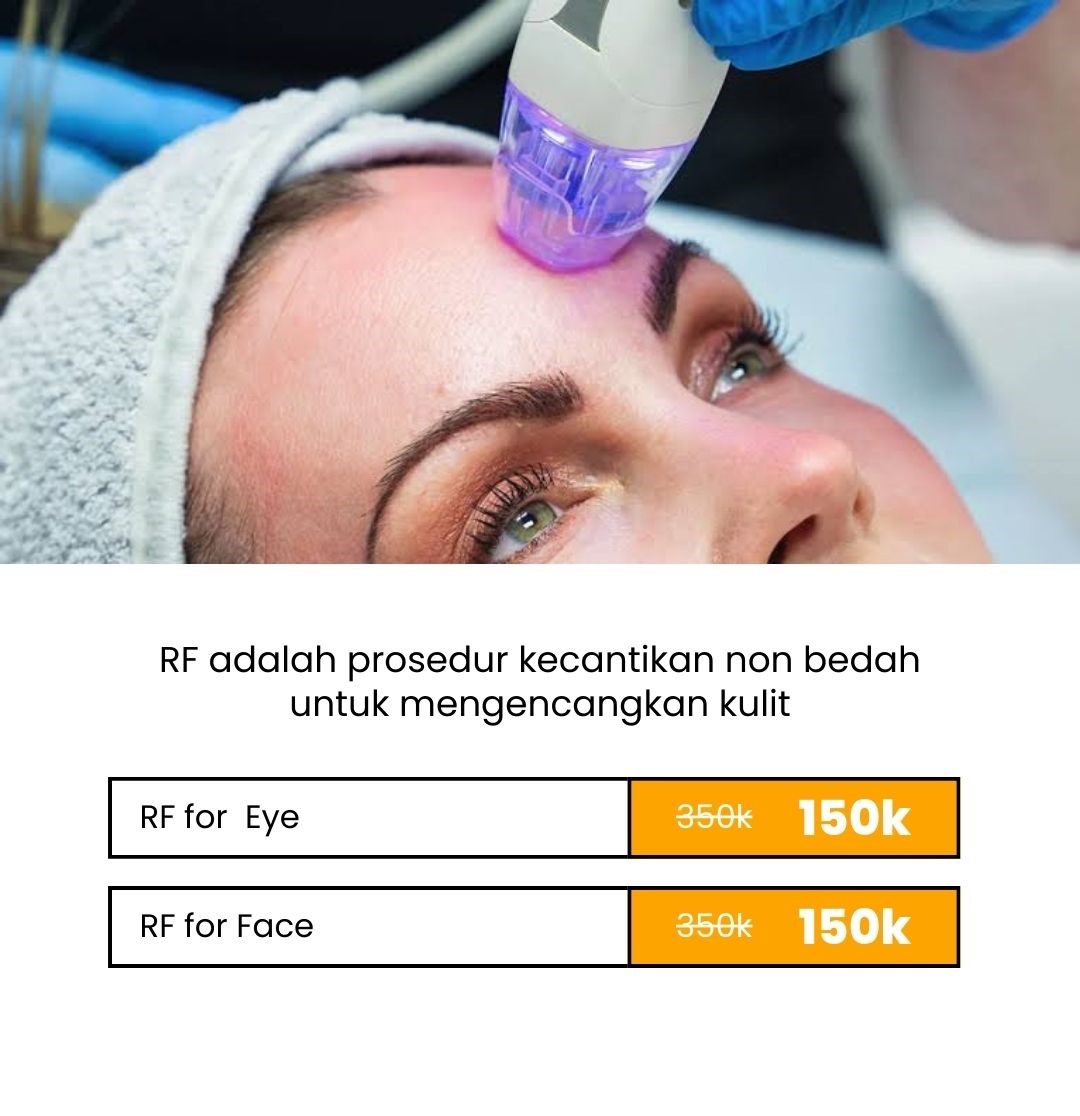 RF adalah prosedur kecantikan non bedah
untuk mengencangkan kulit
RF for  Eye
350k 150k
RF for Face
350k 150k